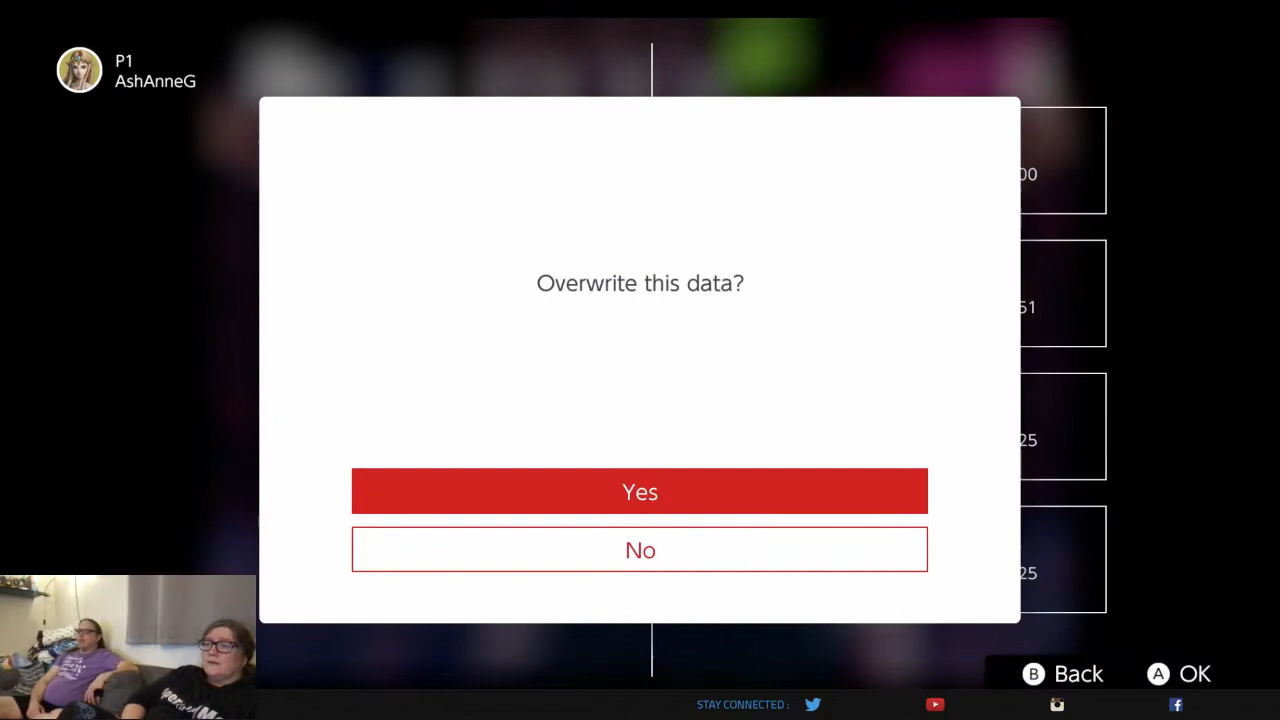 P1
AshAnneG
00
Overwrite this data?
51
25
Yes
No
25
B Back
A OK
STAY CONNECTED :